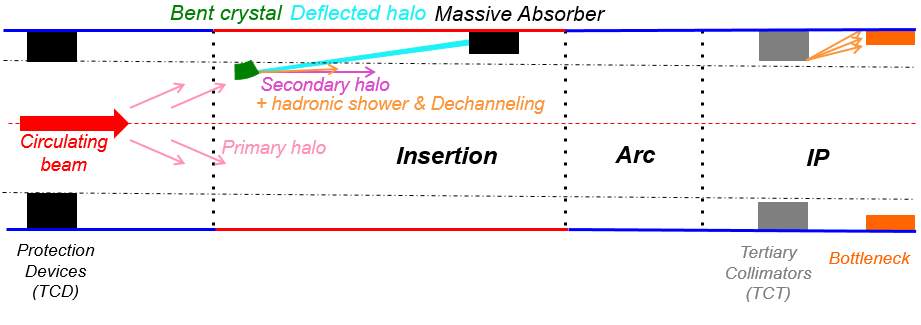 Bent crystal Deflected halo Massive Absorber
Secondary halo
+ hadronic shower & Dechanneling
Circulating
beam
Primary halo
Insertion
Arc
IP
Protection
Devices
(TCD)
Tertiary
Collimators
(TCT)
Bottleneck